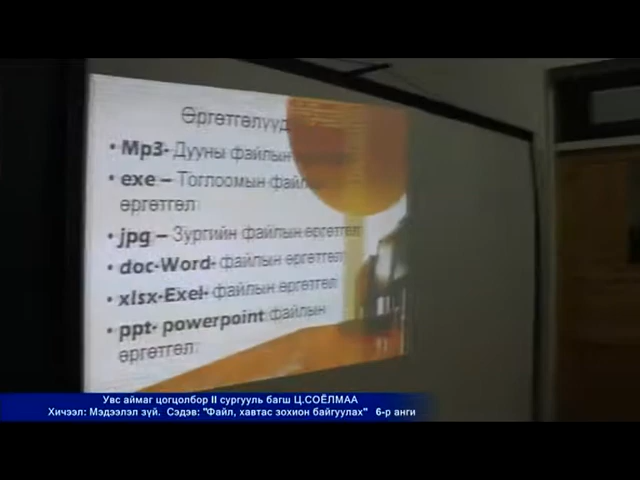 Өргөтгөлүүд
• Mp3- Дууны файлын
• exe – Тоглоомын файлын
өргөтгөл
• jpg – Зургийн файлын өргөтгөл
• doc-Word- файлын өргөтгөл
• xlsx-Exel- файлын өргөтгөл
• ppt- powerpoint файлын
өргөтгөл
Увс аймаг цогцолбор II сургууль багш Ц.СОЁЛМАА
Хичээл: Мэдээлэл зүй. Сэдэв: "Файл, хавтас зохион байгуулах" 6-р анги